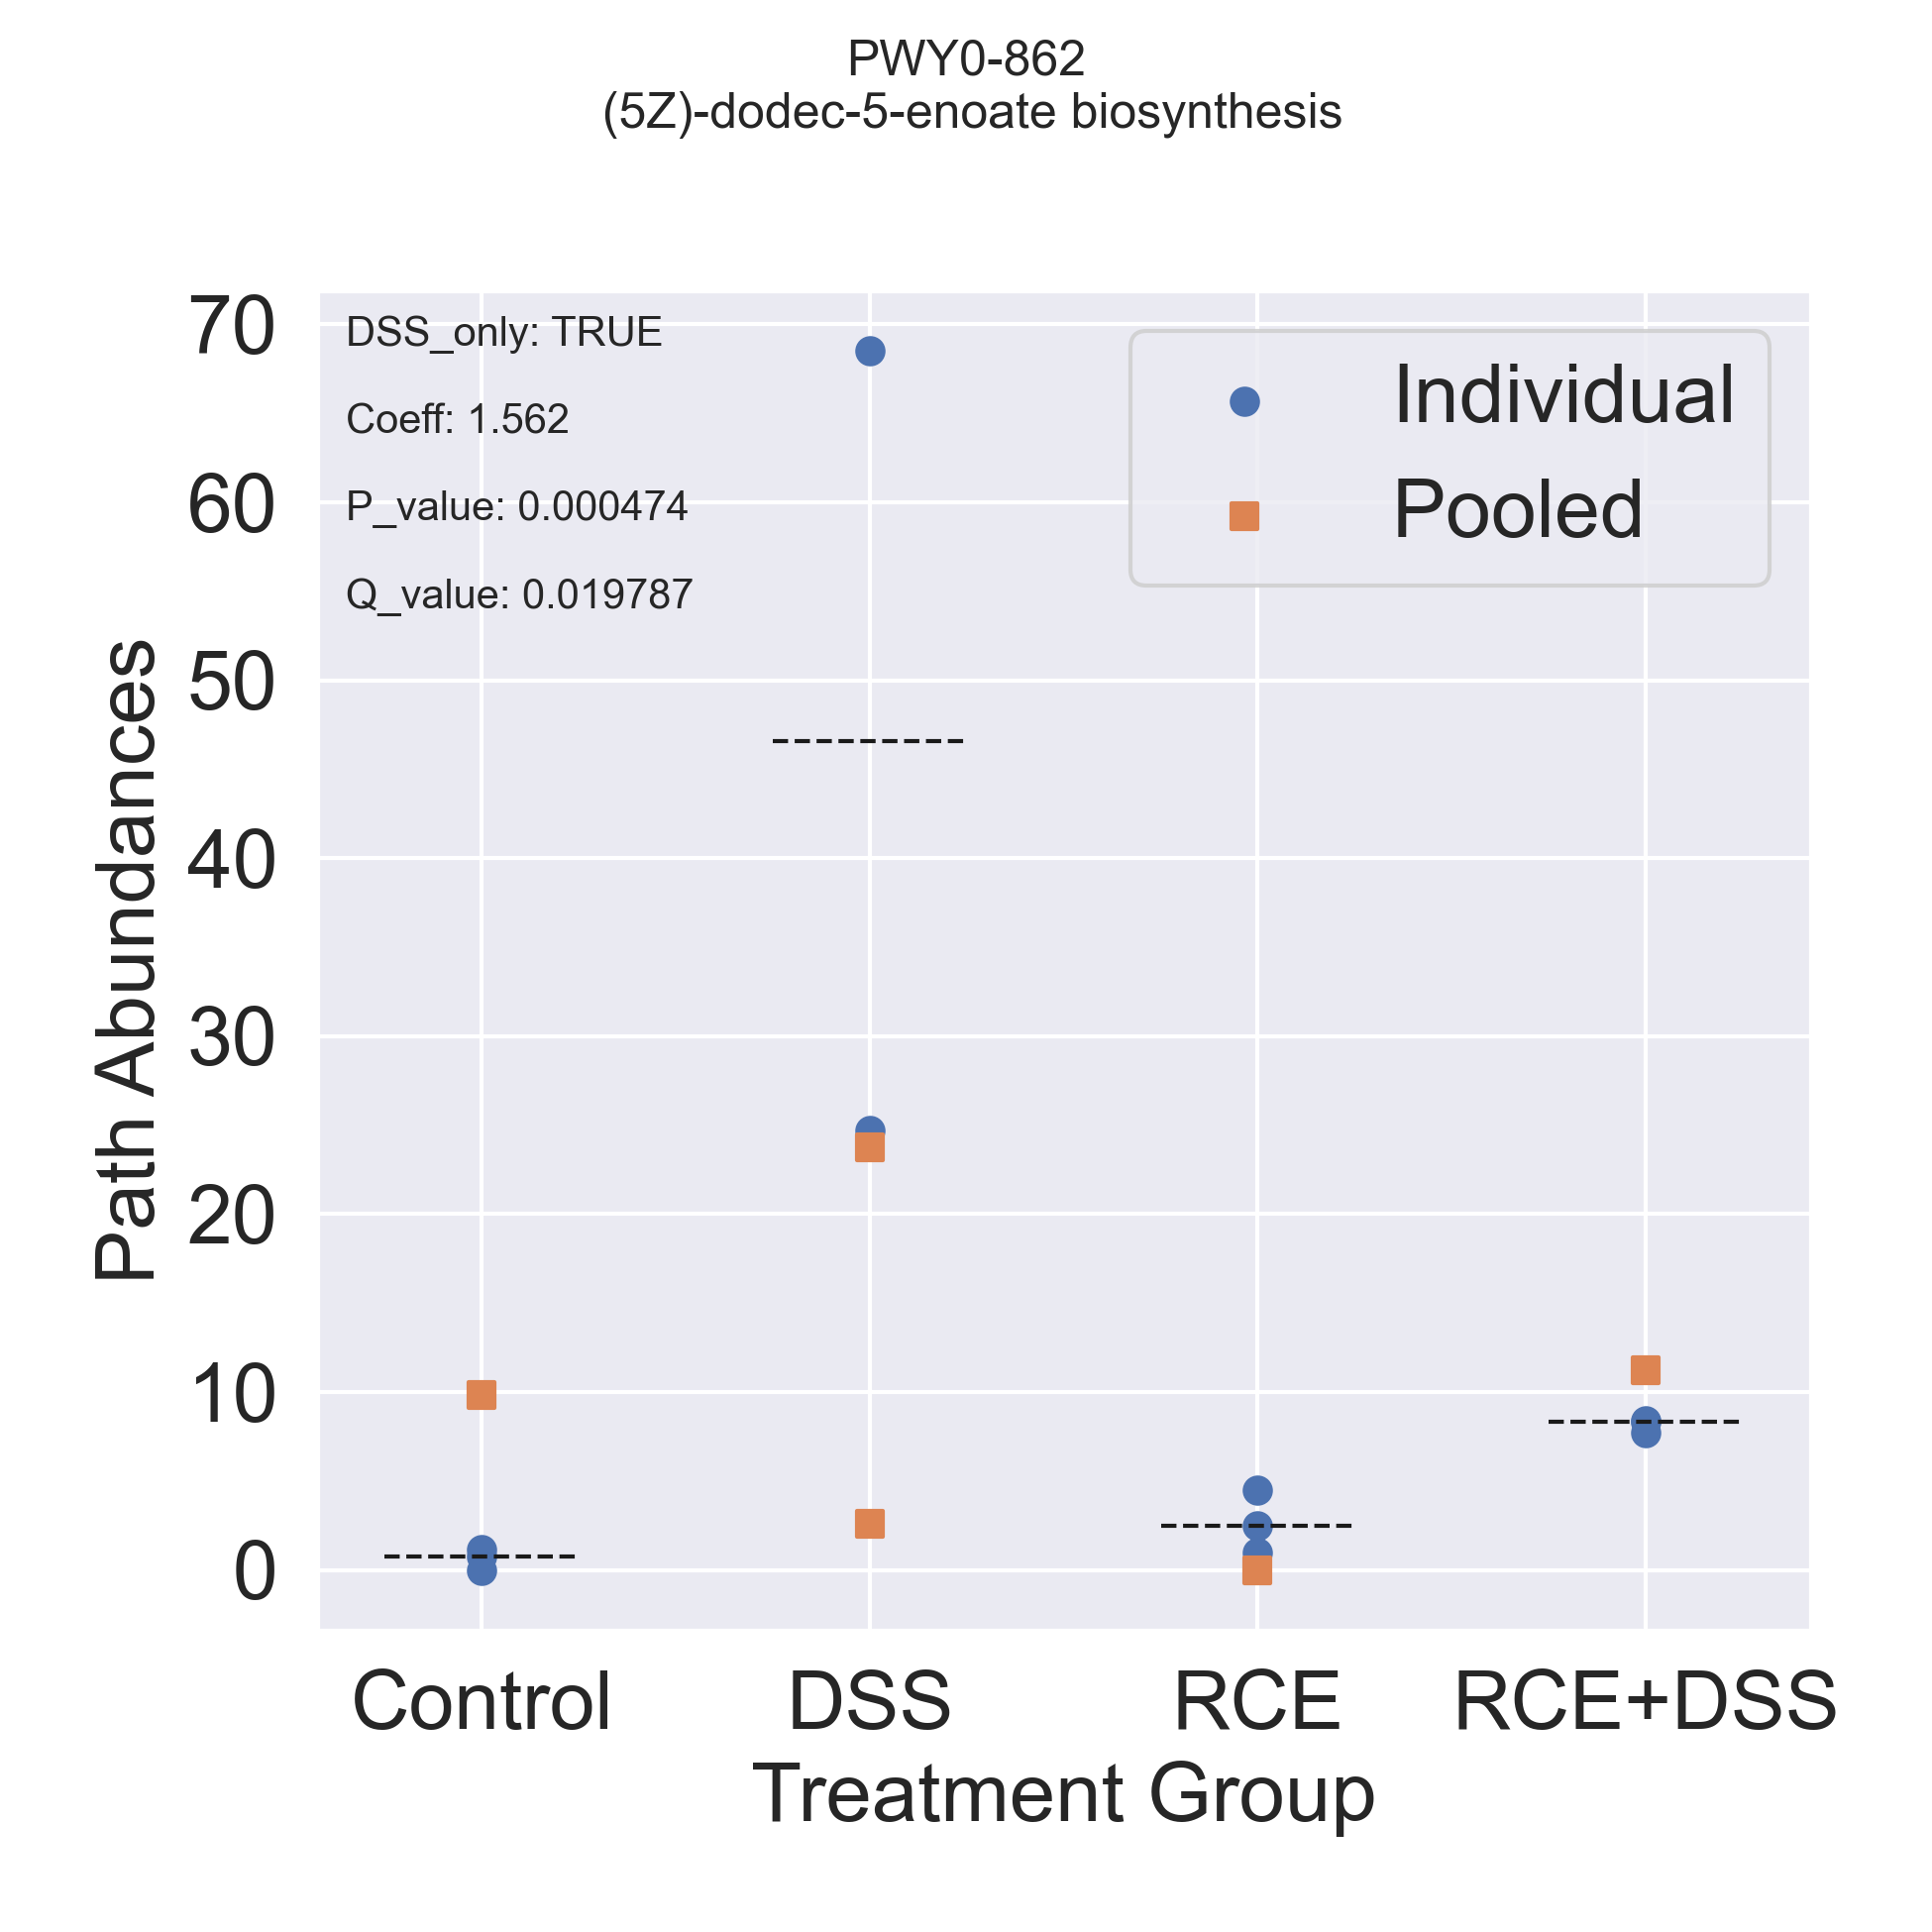 PWY0-862
(5Z)-dodec-5-enoate biosynthesis
DSS_only: TRUE
Coeff: 1.562
P_value: 0.000474
Q_value: 0.019787
Individual
Pooled
Path Abundances
70
60
50
40
30
20
10
0
Control
DSS
RCE
RCE+DSS
Treatment Group